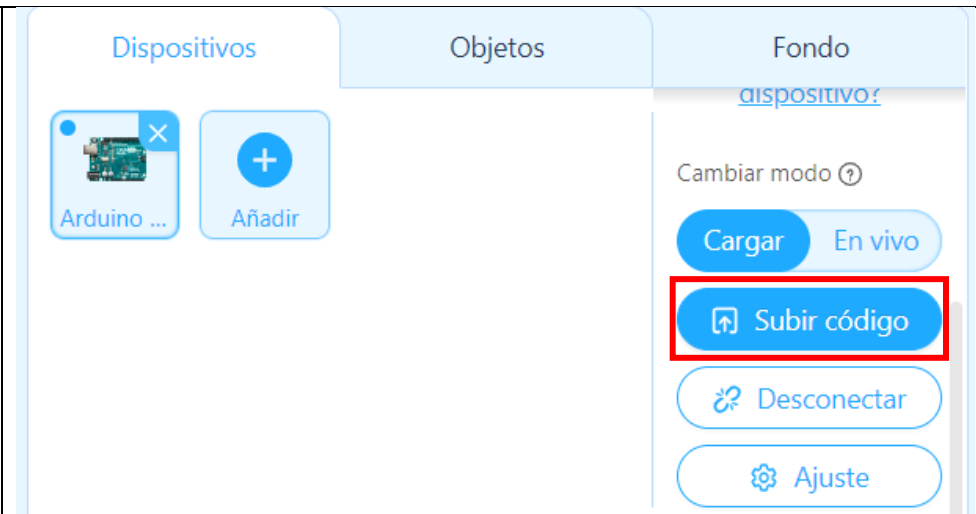 Dispositivos
Objetos
Fondo
dispositivo?
Arduino ...
Añadir
Cambiar modo
Cargar
En vivo
Subir código
Desconectar
Ajuste